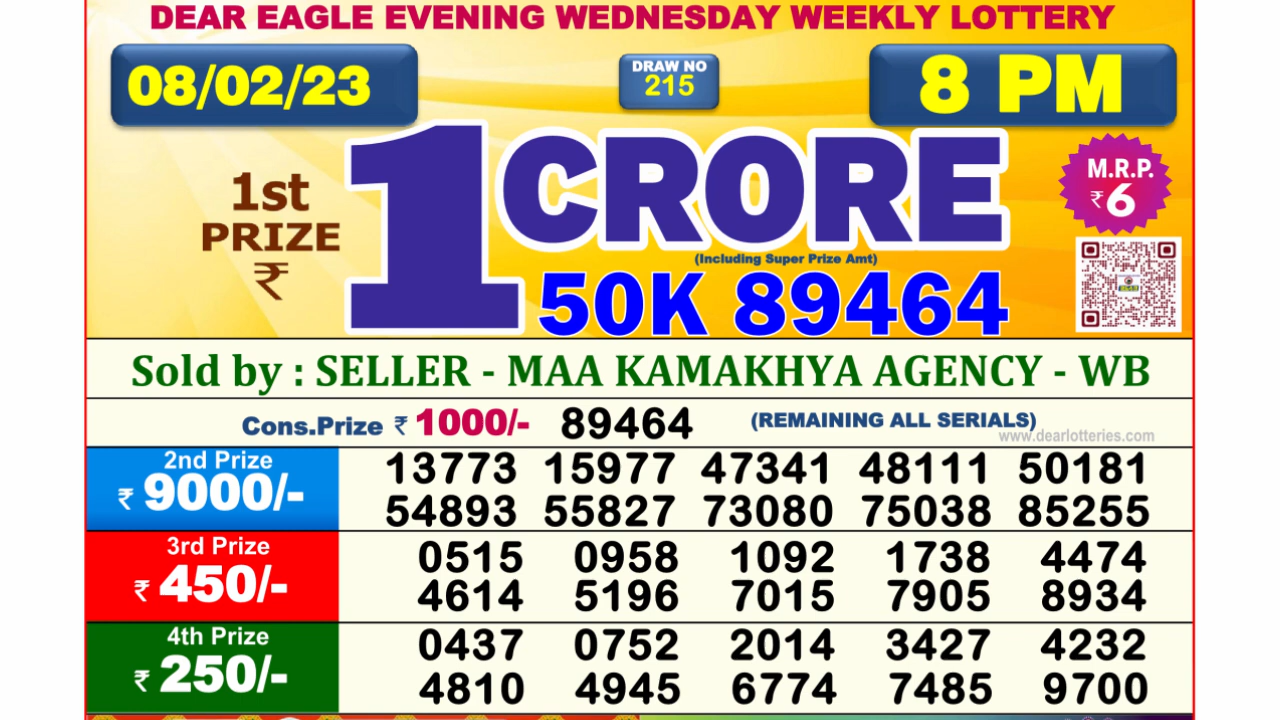 DEAR EAGLE EVENING WEDNESDAY WEEKLY LOTTERY
08/02/23
DRAW NO
215
8 PM
1st
PRIZE
₹
1 CRORE
(Including Super Prize Amt)
50K 89464
M.R.P.
₹ 6
Sold by : SELLER - MAA KAMAKHYA AGENCY - WB
Cons.Prize ₹ 1000/- 89464 (REMAINING ALL SERIALS)
www.dearlotteries.com
2nd Prize
₹ 9000/-
13773 15977 47341 48111 50181
54893 55827 73080 75038 85255
3rd Prize
₹ 450/-
0515 0958 1092 1738 4474
4614 5196 7015 7905 8934
4th Prize
₹ 250/-
0437 0752 2014 3427 4232
4810 4945 6774 7485 9700